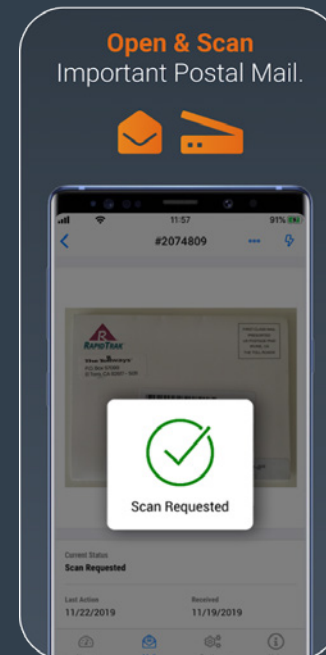 Open & Scan
Important Postal Mail.
11:57
91%
#2074809
RAPIDTRAK
P.O. Box
Scan Requested
Current Status
Scan Requested
Last Action
Received
11/22/2019
11/19/2019